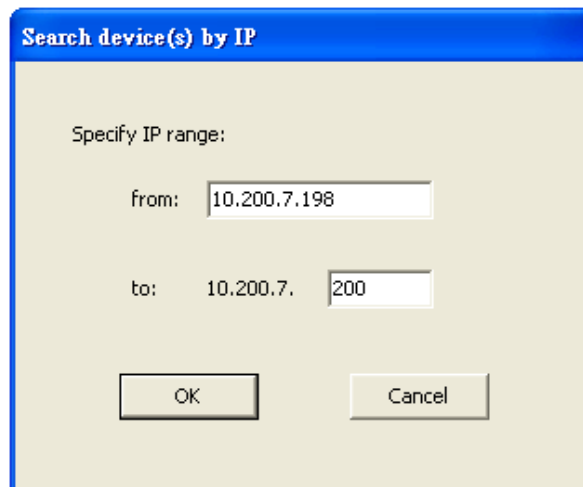 Search device(s) by IP
Specify IP range:
from: 10.200.7.198
to: 10.200.7. 200
OK Cancel